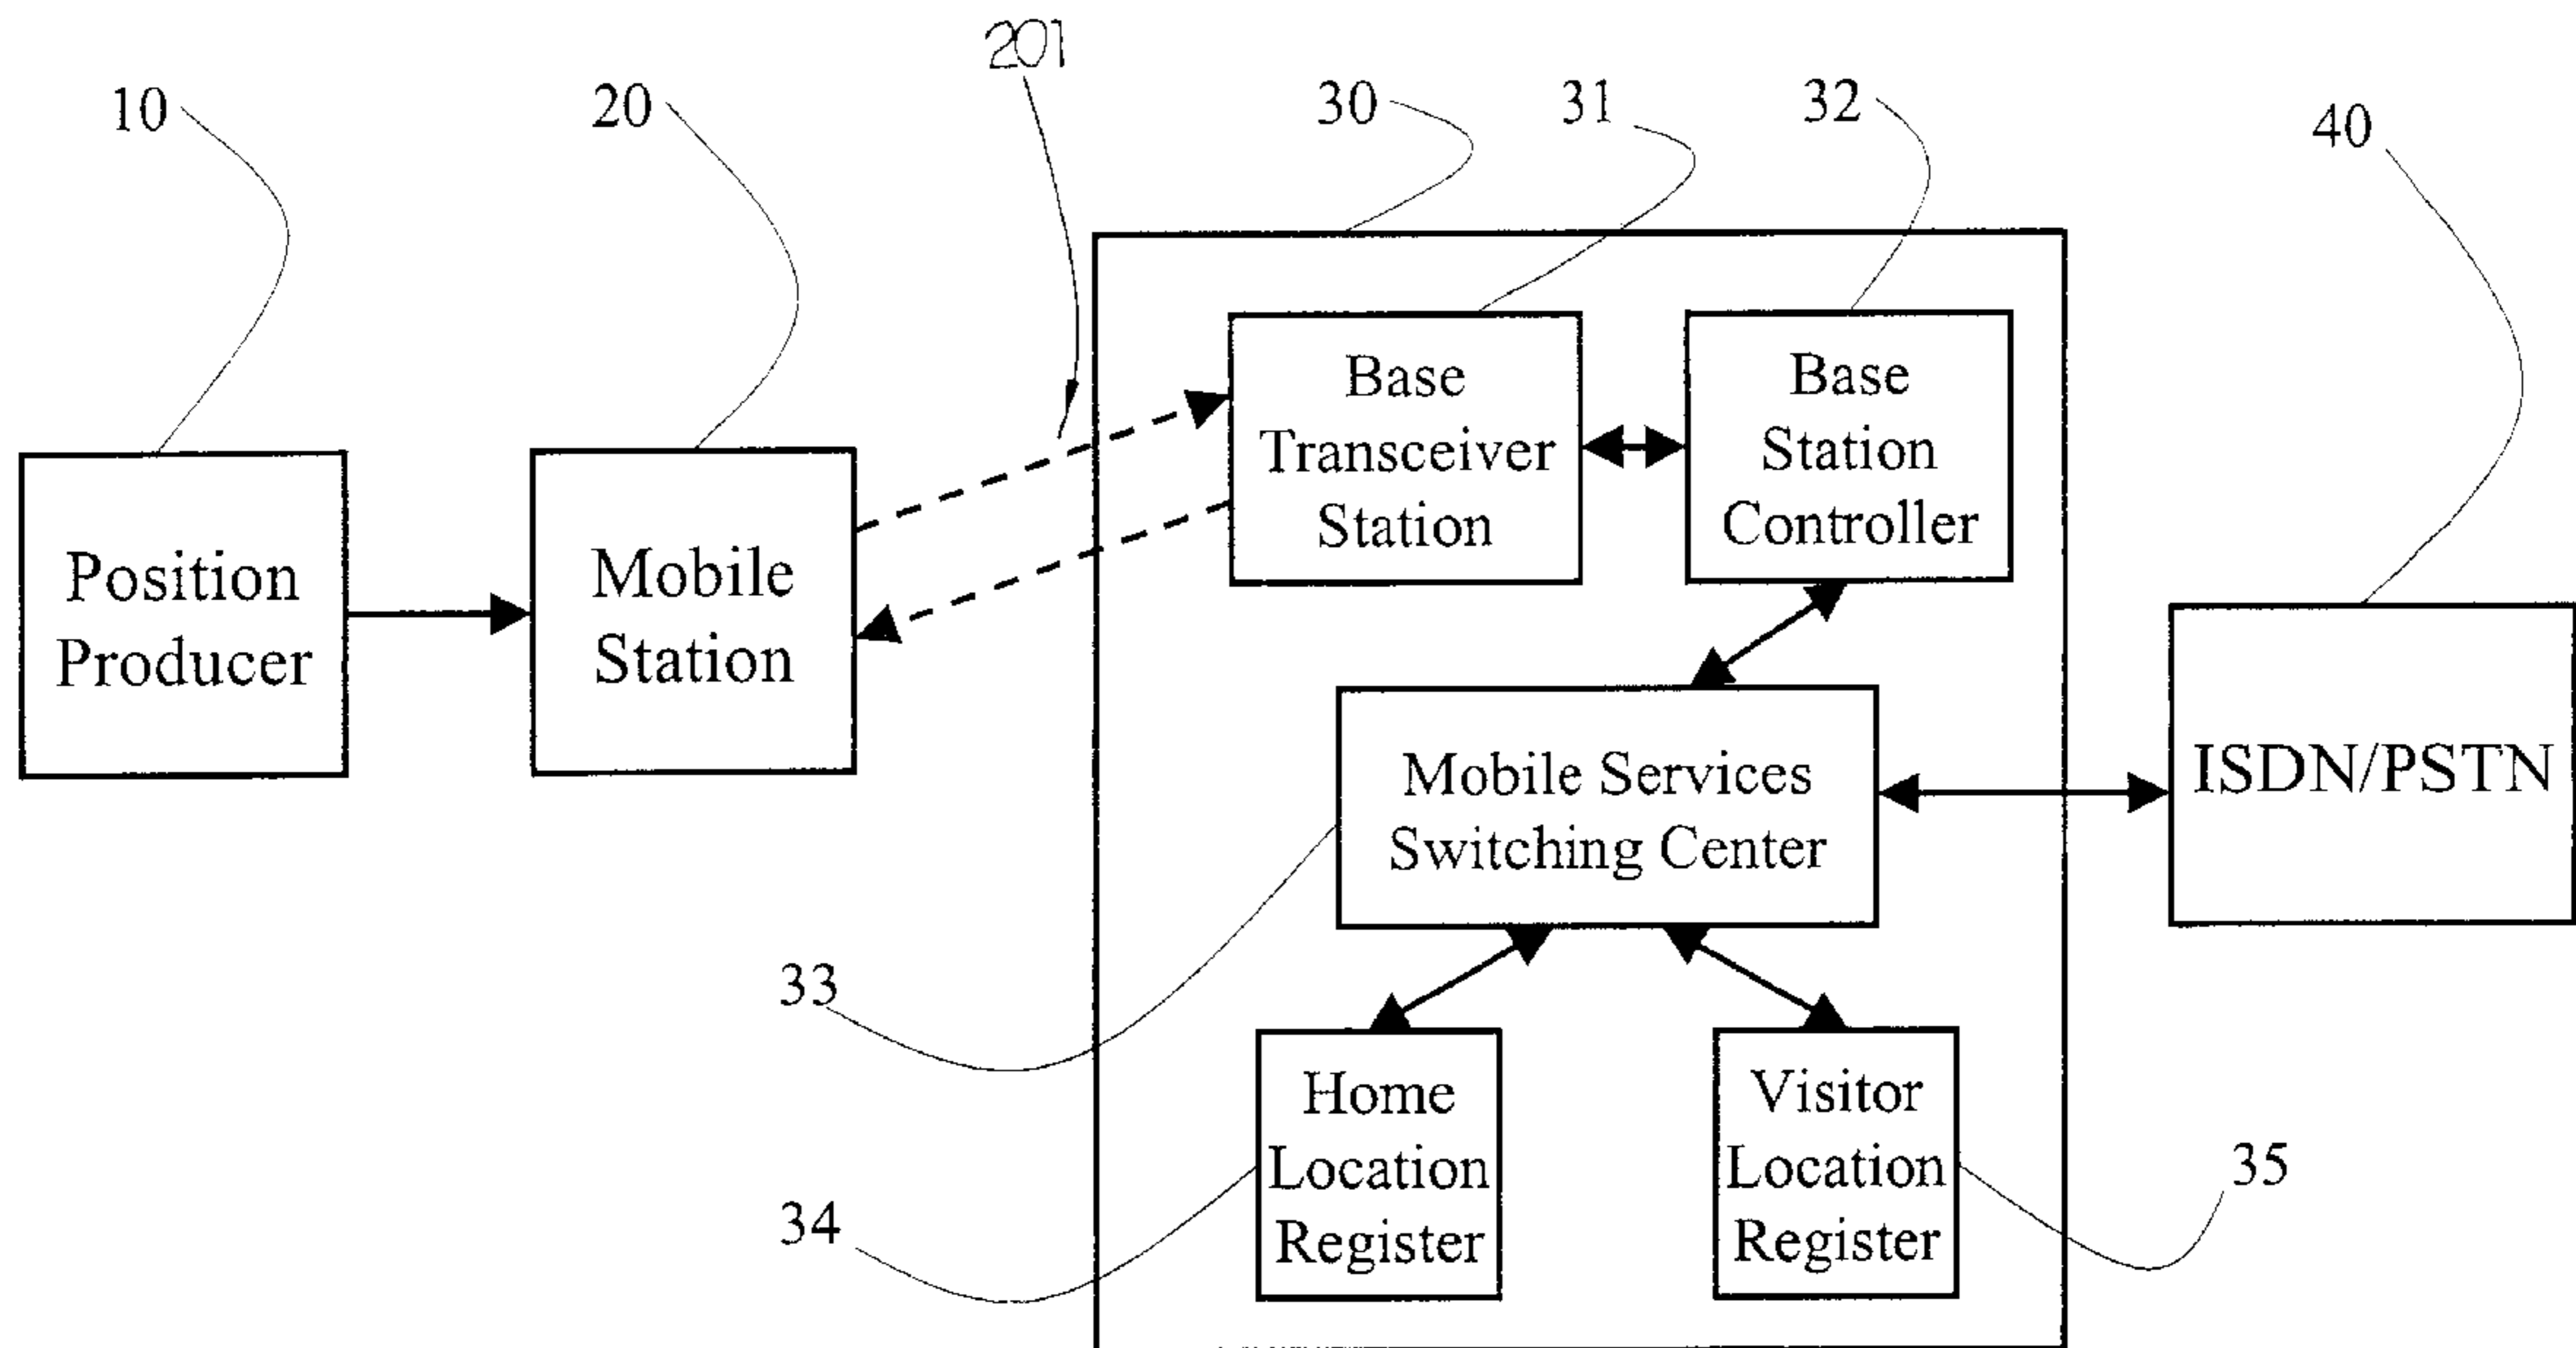 201
10
20
30
31
32
40
Base
Transceiver
Station
Base
Station
Controller
Position
Producer
Mobile
Station
Mobile Services
Switching Center
ISDN/PSTN
33
Home
Location
Register
Visitor
Location
Register
34
35